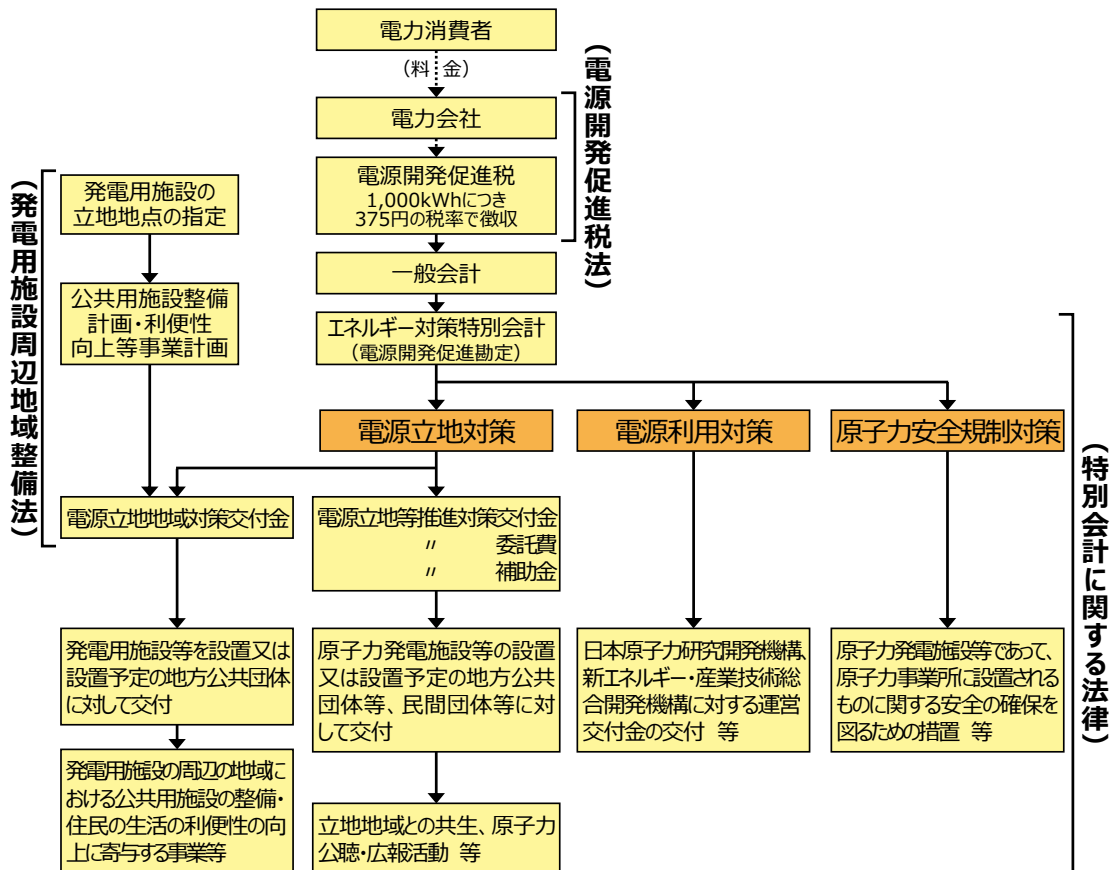 電力消費者
（料 金）
電力会社
電源開発促進税
1,000kWhにつき
375円の税率で徴収
（電源開発促進税法）
一般会計
エネルギー対策特別会計
（電源開発促進勘定）
（発電用施設周辺地域整備法）
発電用施設の
立地地点の指定
公共用施設整備
計画・利便性
向上等事業計画
電源立地対策
電源利用対策
原子力安全規制対策
（特別会計に関する法律）
電源立地地域対策交付金
電源立地等推進対策交付金
〃 委託費
〃 補助金
発電用施設等を設置又は
設置予定の地方公共団体
に対して交付
原子力発電施設等の設置
又は設置予定の地方公共
団体等、民間団体等に対
して交付
日本原子力研究開発機構、
新エネルギー・産業技術総
合開発機構に対する運営
交付金の交付 等
原子力発電施設等であって、
原子力事業所に設置される
ものに関する安全の確保を
図るための措置 等
発電用施設の周辺の地域に
おける公共用施設の整備・
住民の生活の利便性の向
上に寄与する事業等
立地地域との共生、原子力
公聴・広報活動 等